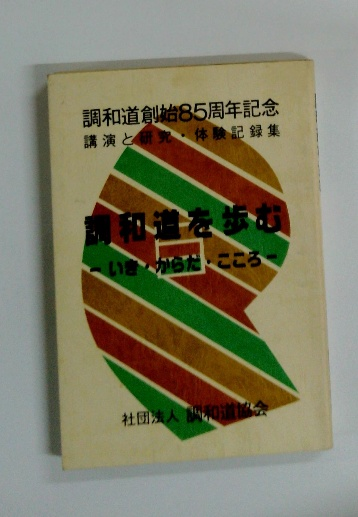 調和道創始85周年記念
講演と研究・体験記録集
調和道を歩む
－いき・からだ・こころ－
社団法人 調和道協会